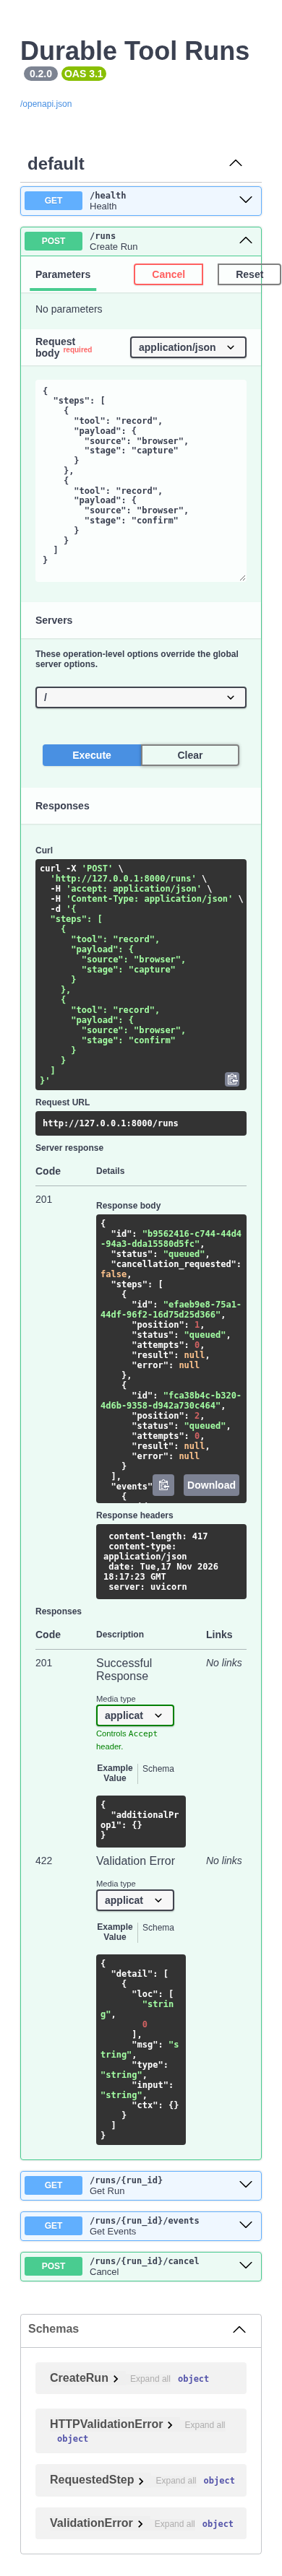 Durable Tool Runs
0.2.0 OAS 3.1
/openapi.json
default
GET /health
Health
POST /runs
Create Run
Parameters Cancel Reset
No parameters
Request body required application/json
{
  "steps": [
    {
      "tool": "record",
      "payload": {
        "source": "browser",
        "stage": "capture"
      }
    },
    {
      "tool": "record",
      "payload": {
        "source": "browser",
        "stage": "confirm"
      }
    }
  ]
}
Servers
These operation-level options override the global
server options.
/
Execute Clear
Responses
Curl
curl -X 'POST' \
  'http://127.0.0.1:8000/runs' \
  -H 'accept: application/json' \
  -H 'Content-Type: application/json' \
  -d '{
  "steps": [
    {
      "tool": "record",
      "payload": {
        "source": "browser",
        "stage": "capture"
      }
    },
    {
      "tool": "record",
      "payload": {
        "source": "browser",
        "stage": "confirm"
      }
    }
  ]
}'
Request URL
http://127.0.0.1:8000/runs
Server response
Code Details
201
Response body
{
  "id": "b9562416-c744-44d4
-94a3-dda15580d5fc",
  "status": "queued",
  "cancellation_requested":
false,
  "steps": [
    {
      "id": "efaeb9e8-75a1-
44df-96f2-16d75d25d366",
      "position": 1,
      "status": "queued",
      "attempts": 0,
      "result": null,
      "error": null
    },
    {
      "id": "fca38b4c-b320-
4d6b-9358-d942a730c464",
      "position": 2,
      "status": "queued",
      "attempts": 0,
      "result": null,
      "error": null
    }
  ],
  "events"
    {
Download
Response headers
content-length: 417
content-type:
application/json
date: Tue,17 Nov 2026
18:17:23 GMT
server: uvicorn
Responses
Code Description Links
201 Successful Response No links
Media type
applicat
Controls Accept
header.
Example Value Schema
{
  "additionalPr
op1": {}
}
422 Validation Error No links
Media type
applicat
Example Value Schema
{
  "detail": [
    {
      "loc": [
        "strin
g",
        0
      ],
      "msg": "s
tring",
      "type":
"string",
      "input":
"string",
      "ctx": {}
    }
  ]
}
GET /runs/{run_id}
Get Run
GET /runs/{run_id}/events
Get Events
POST /runs/{run_id}/cancel
Cancel
Schemas
CreateRun Expand all object
HTTPValidationError Expand all
object
RequestedStep Expand all object
ValidationError Expand all object